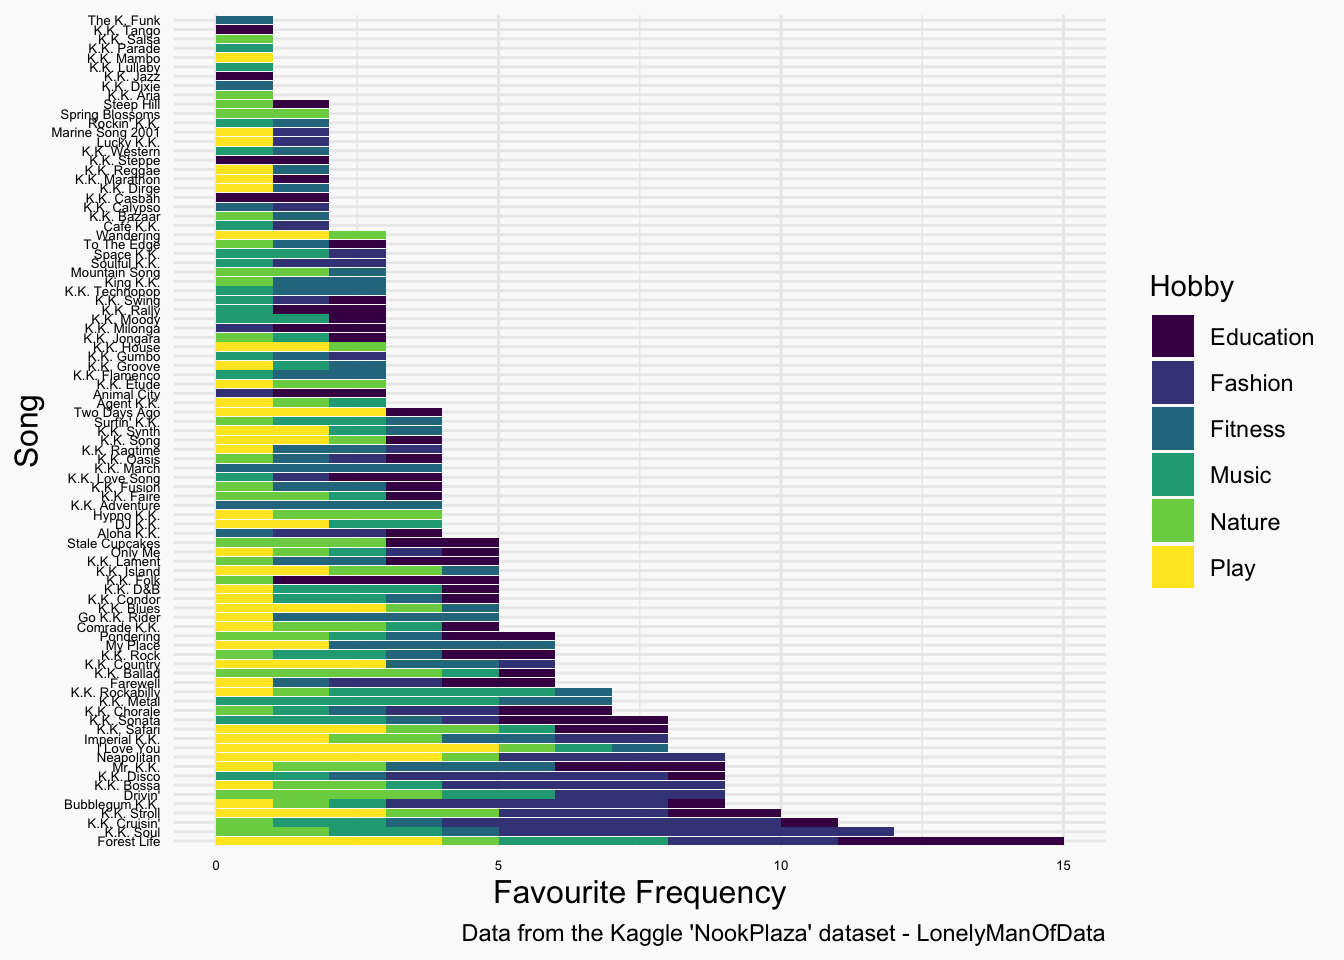 The K. Funk
K.K. Tango
K.K. Salsa
K.K. Parade
K.K. Mambo
K.K. Lullaby
K.K. Jazz
K.K. Dixie
K.K. Aria
Steep Hill
Spring Blossoms
Rockin' K.K.
Marine Song 2001
Lucky K.K.
K.K. Western
K.K. Steppe
K.K. Reggae
K.K. Marathon
K.K. Dirge
K.K. Casbah
K.K. Calypso
K.K. Bazaar
Café K.K.
Wandering
To The Edge
Space K.K.
Soulful K.K.
Mountain Song
King K.K.
K.K. Technopop
K.K. Swing
K.K. Rally
K.K. Moody
K.K. Milonga
K.K. Jongara
K.K. House
K.K. Gumbo
K.K. Groove
K.K. Flamenco
K.K. Étude
Animal City
Agent K.K.
Two Days Ago
Surfin' K.K.
K.K. Synth
K.K. Song
K.K. Ragtime
K.K. Oasis
K.K. March
K.K. Love Song
K.K. Fusion
K.K. Faire
K.K. Adventure
Hypno K.K.
DJ K.K.
Aloha K.K.
Stale Cupcakes
Only Me
K.K. Lament
K.K. Island
K.K. Folk
K.K. D&B
K.K. Condor
K.K. Blues
Go K.K. Rider
Comrade K.K.
Pondering
My Place
K.K. Rock
K.K. Country
K.K. Ballad
Farewell
K.K. Rockabilly
K.K. Metal
K.K. Chorale
K.K. Sonata
K.K. Safari
Imperial K.K.
I Love You
Neapolitan
Mr. K.K.
K.K. Disco
K.K. Bossa
Drivin'
Bubblegum K.K.
K.K. Stroll
K.K. Cruisin'
K.K. Soul
Forest Life
Song
0 5 10 15
Favourite Frequency
Hobby
Education
Fashion
Fitness
Music
Nature
Play
Data from the Kaggle 'NookPlaza' dataset - LonelyManOfData